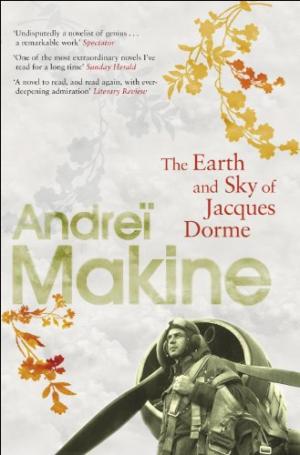 ‘Undisputedly a novelist of genius . . .
a remarkable work’ Spectator
‘One of the most extraordinary novels I’ve
read for a long time’ Sunday Herald
‘A novel to read, and read again, with ever-
deepening admiration’ Literary Review
The Earth
and Sky of
Jacques
Dorme
Andreï
Makine